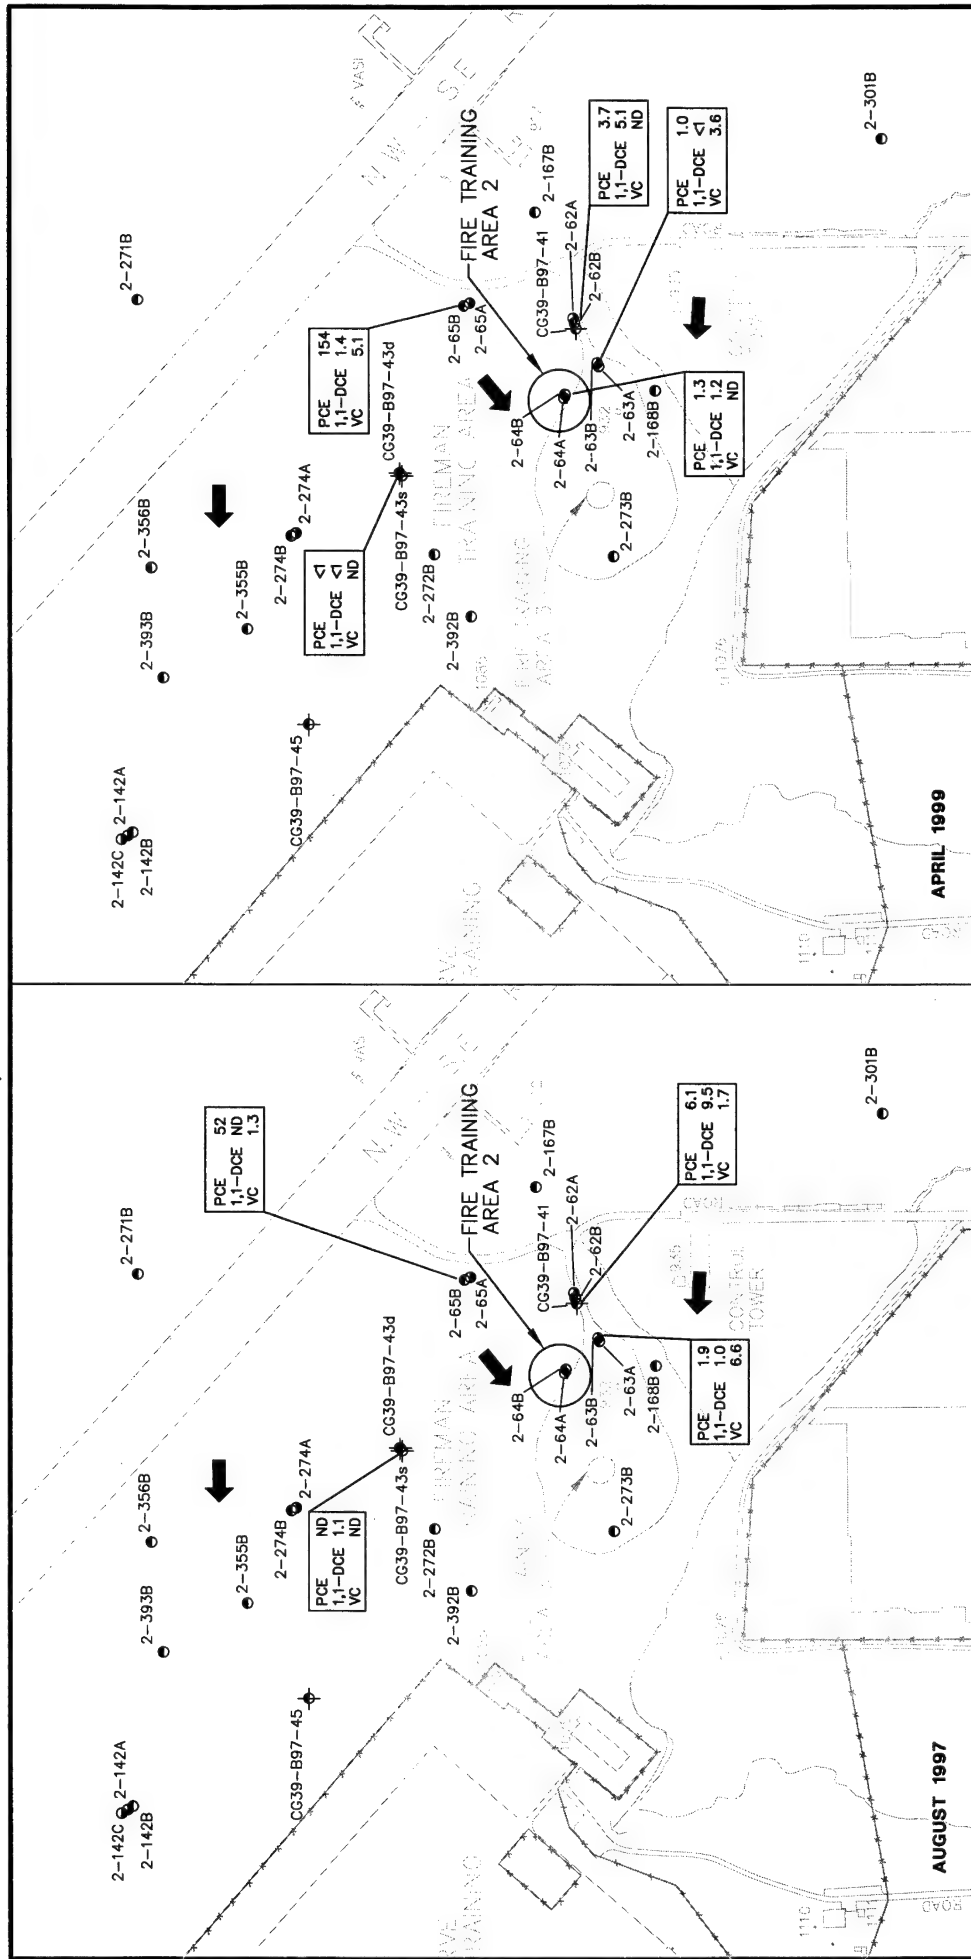 AUGUST 1997
2-142C
2-142A
2-142B
2-393B
2-356B
2-271B
2-355B
2-274B
2-274A
CG39-B97-45
PCE ND
1,1-DCE 1.1
VC ND
PCE 52
1,1-DCE ND
VC 1.3
CG39-B97-43s
CG39-B97-43d
2-272B
2-392B
FIREMAN
2-65B
2-65A
FIRE TRAINING
AREA 2
2-64B
2-64A
2-63B
2-63A
2-168B
2-273B
CG39-B97-41
2-167B
2-62A
2-62B
PCE 6.1
1,1-DCE 9.5
VC 1.7
PCE 1.9
1,1-DCE 1.0
VC 6.6
N W
SE
ROAD
CONTROL
TOWER
2-301B
1110
ROAD
APRIL 1999
2-142C
2-142A
2-142B
2-393B
2-356B
2-271B
2-355B
2-274B
2-274A
CG39-B97-45
PCE <1
1,1-DCE <1
VC ND
PCE 154
1,1-DCE 1.4
VC 5.1
CG39-B97-43s
CG39-B97-43d
2-272B
2-392B
FIREMAN
TRAINING AREA
2-65B
2-65A
FIRE TRAINING
AREA 2
2-64B
2-64A
2-63B
2-63A
2-168B
2-273B
CG39-B97-41
2-167B
2-62A
2-62B
PCE 3.7
1,1-DCE 5.1
VC ND
PCE 1.0
1,1-DCE <1
VC 3.6
PCE 1.3
1,1-DCE 1.2
VC ND
N W
SE
VASI
AREA 3
2-301B
1110